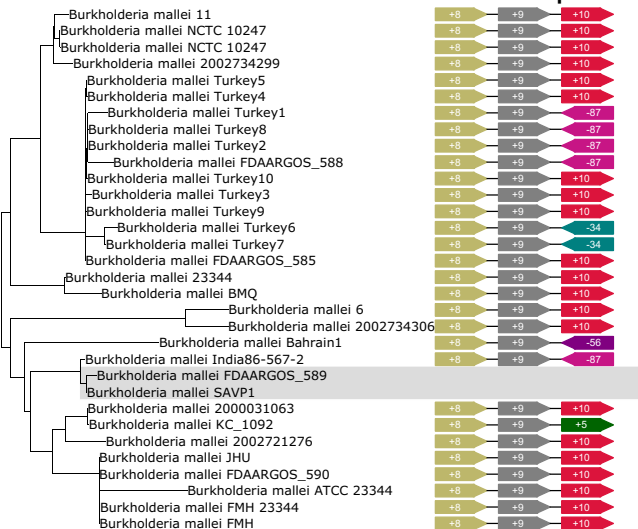 Burkholderia mallei 11 +8 +9 +10
Burkholderia mallei NCTC 10247 +8 +9 +10
Burkholderia mallei NCTC 10247 +8 +9 +10
Burkholderia mallei 2002734299 +8 +9 +10
Burkholderia mallei Turkey5 +8 +9 +10
Burkholderia mallei Turkey4 +8 +9 +10
Burkholderia mallei Turkey1 +8 +9 -87
Burkholderia mallei Turkey8 +8 +9 -87
Burkholderia mallei Turkey2 +8 +9 -87
Burkholderia mallei FDAARGOS_588 +8 +9 -87
Burkholderia mallei Turkey10 +8 +9 +10
Burkholderia mallei Turkey3 +8 +9 +10
Burkholderia mallei Turkey9 +8 +9 +10
Burkholderia mallei Turkey6 +8 +9 -34
Burkholderia mallei Turkey7 +8 +9 -34
Burkholderia mallei FDAARGOS_585 +8 +9 +10
Burkholderia mallei 23344 +8 +9 +10
Burkholderia mallei BMQ +8 +9 +10
Burkholderia mallei 6 +8 +9 +10
Burkholderia mallei 2002734306 +8 +9 +10
Burkholderia mallei Bahrain1 +8 +9 -56
Burkholderia mallei India86-567-2 +8 +9 -87
Burkholderia mallei FDAARGOS_589
Burkholderia mallei SAVP1
Burkholderia mallei 2000031063 +8 +9 +10
Burkholderia mallei KC_1092 +8 +9 +5
Burkholderia mallei 2002721276 +8 +9 +10
Burkholderia mallei JHU +8 +9 +10
Burkholderia mallei FDAARGOS_590 +8 +9 +10
Burkholderia mallei ATCC 23344 +8 +9 +10
Burkholderia mallei FMH 23344 +8 +9 +10
Burkholderia mallei FMH +8 +9 +10